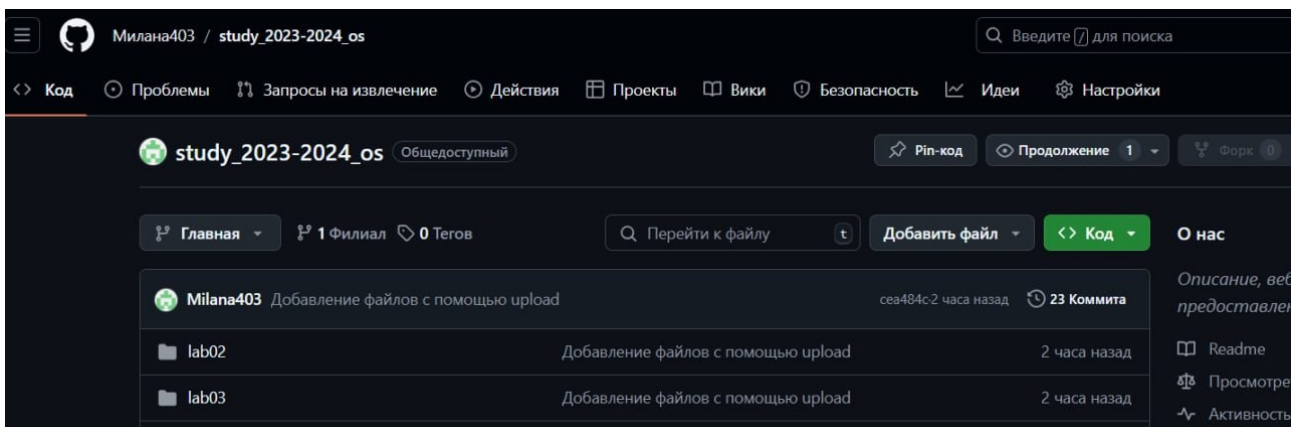 Милана403 / study_2023-2024_os
Введите / для поиска
<> Код Проблемы Запросы на извлечение Действия Проекты Вики Безопасность Идеи Настройки
study_2023-2024_os Общедоступный
Pin-код Продолжение 1 Форк 0
Главная 1 Филиал 0 Тегов
Перейти к файлу t
Добавить файл <> Код О нас
Milana403 Добавление файлов с помощью upload cea484c·2 часа назад 23 Коммита
Описание, веб
предоставлен
lab02 Добавление файлов с помощью upload 2 часа назад
Readme
Просмотре
lab03 Добавление файлов с помощью upload 2 часа назад
Активность